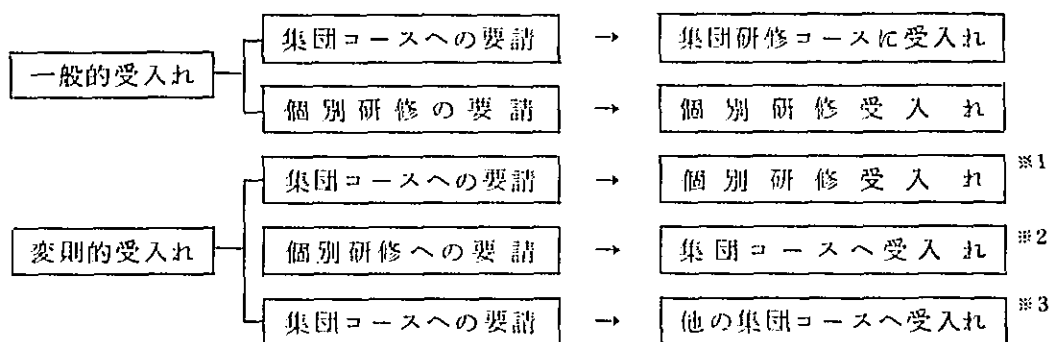 集団コースへの要請 → 集団研修コースに受入れ
一般的受入れ
個別研修の要請 → 個別研修受入れ
集団コースへの要請 → 個別研修受入れ ※1
変則的受入れ 個別研修への要請 → 集団コースへ受入れ ※2
集団コースへの要請 → 他の集団コースへ受入れ ※3